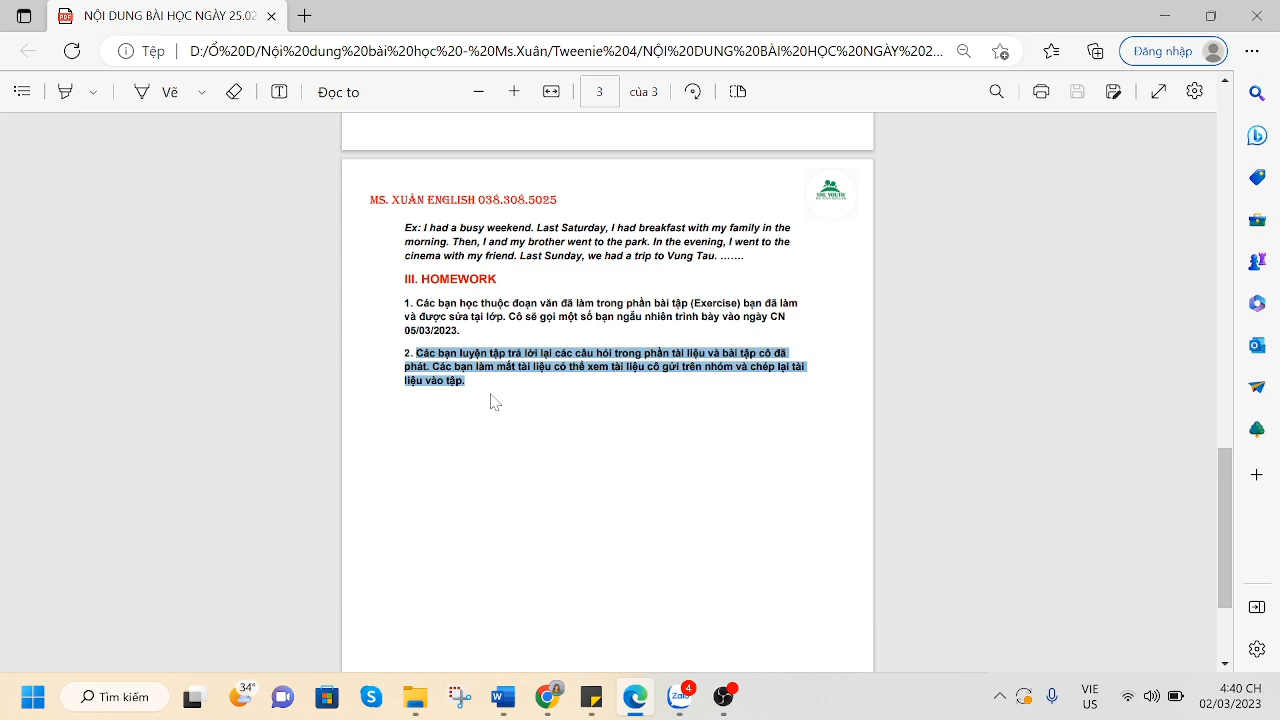 NỘI DUNG BÀI HỌC NGÀY 25.02
Tệp
D:/Ổ%20D/Nội%20dung%20bài%20học%20-%20Ms.Xuân/Tweenie%204/NỘI%20DUNG%20BÀI%20HỌC%20NGÀY%202...
Đăng nhập
Vẽ
Đọc to
3
của 3
MS. XUÂN ENGLISH 038.308.5025
THE YOUTH
Ex: I had a busy weekend. Last Saturday, I had breakfast with my family in the
morning. Then, I and my brother went to the park. In the evening, I went to the
cinema with my friend. Last Sunday, we had a trip to Vung Tau. …….
III. HOMEWORK
1. Các bạn học thuộc đoạn văn đã làm trong phần bài tập (Exercise) bạn đã làm
và được sửa tại lớp. Cô sẽ gọi một số bạn ngẫu nhiên trình bày vào ngày CN
05/03/2023.
2. Các bạn luyện tập trả lời lại các câu hỏi trong phần tài liệu và bài tập cô đã
phát. Các bạn làm mất tài liệu có thể xem tài liệu cô gửi trên nhóm và chép lại tài
liệu vào tập.
34°
Tìm kiếm
Zalo
4
VIE
US
4:40 CH
02/03/2023